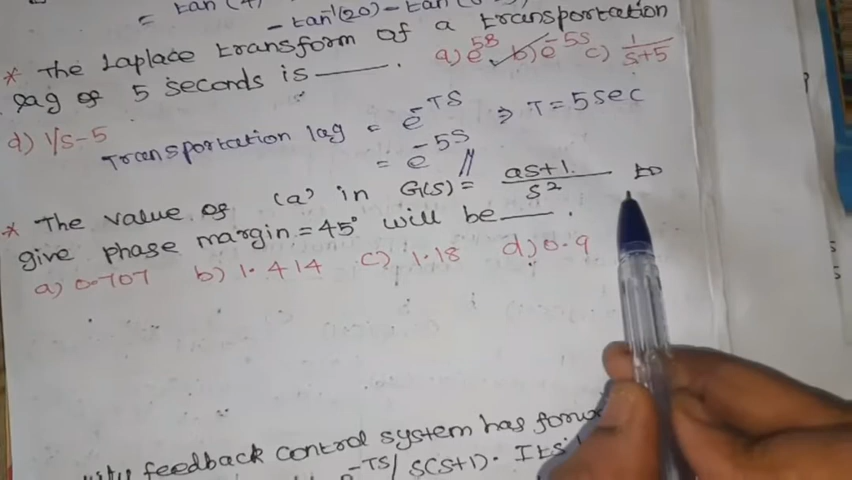 = tan (4)
- tan⁻¹(20) - tan
* The Laplace transform of a transportation
lag of 5 seconds is ____. a) e^5S b) e^-5S c) 1/S+5
d) 1/S-5
Transportation lag = e^-TS ⇒ T = 5 sec
= e^-5S //
* The value of 'a' in G(S) = as+1/S² to
give phase margin = 45° will be ____.
a) 0.707 b) 1.414 c) 1.18 d) 0.9
feedback control system has forw
-TS/ S(S+1). Its